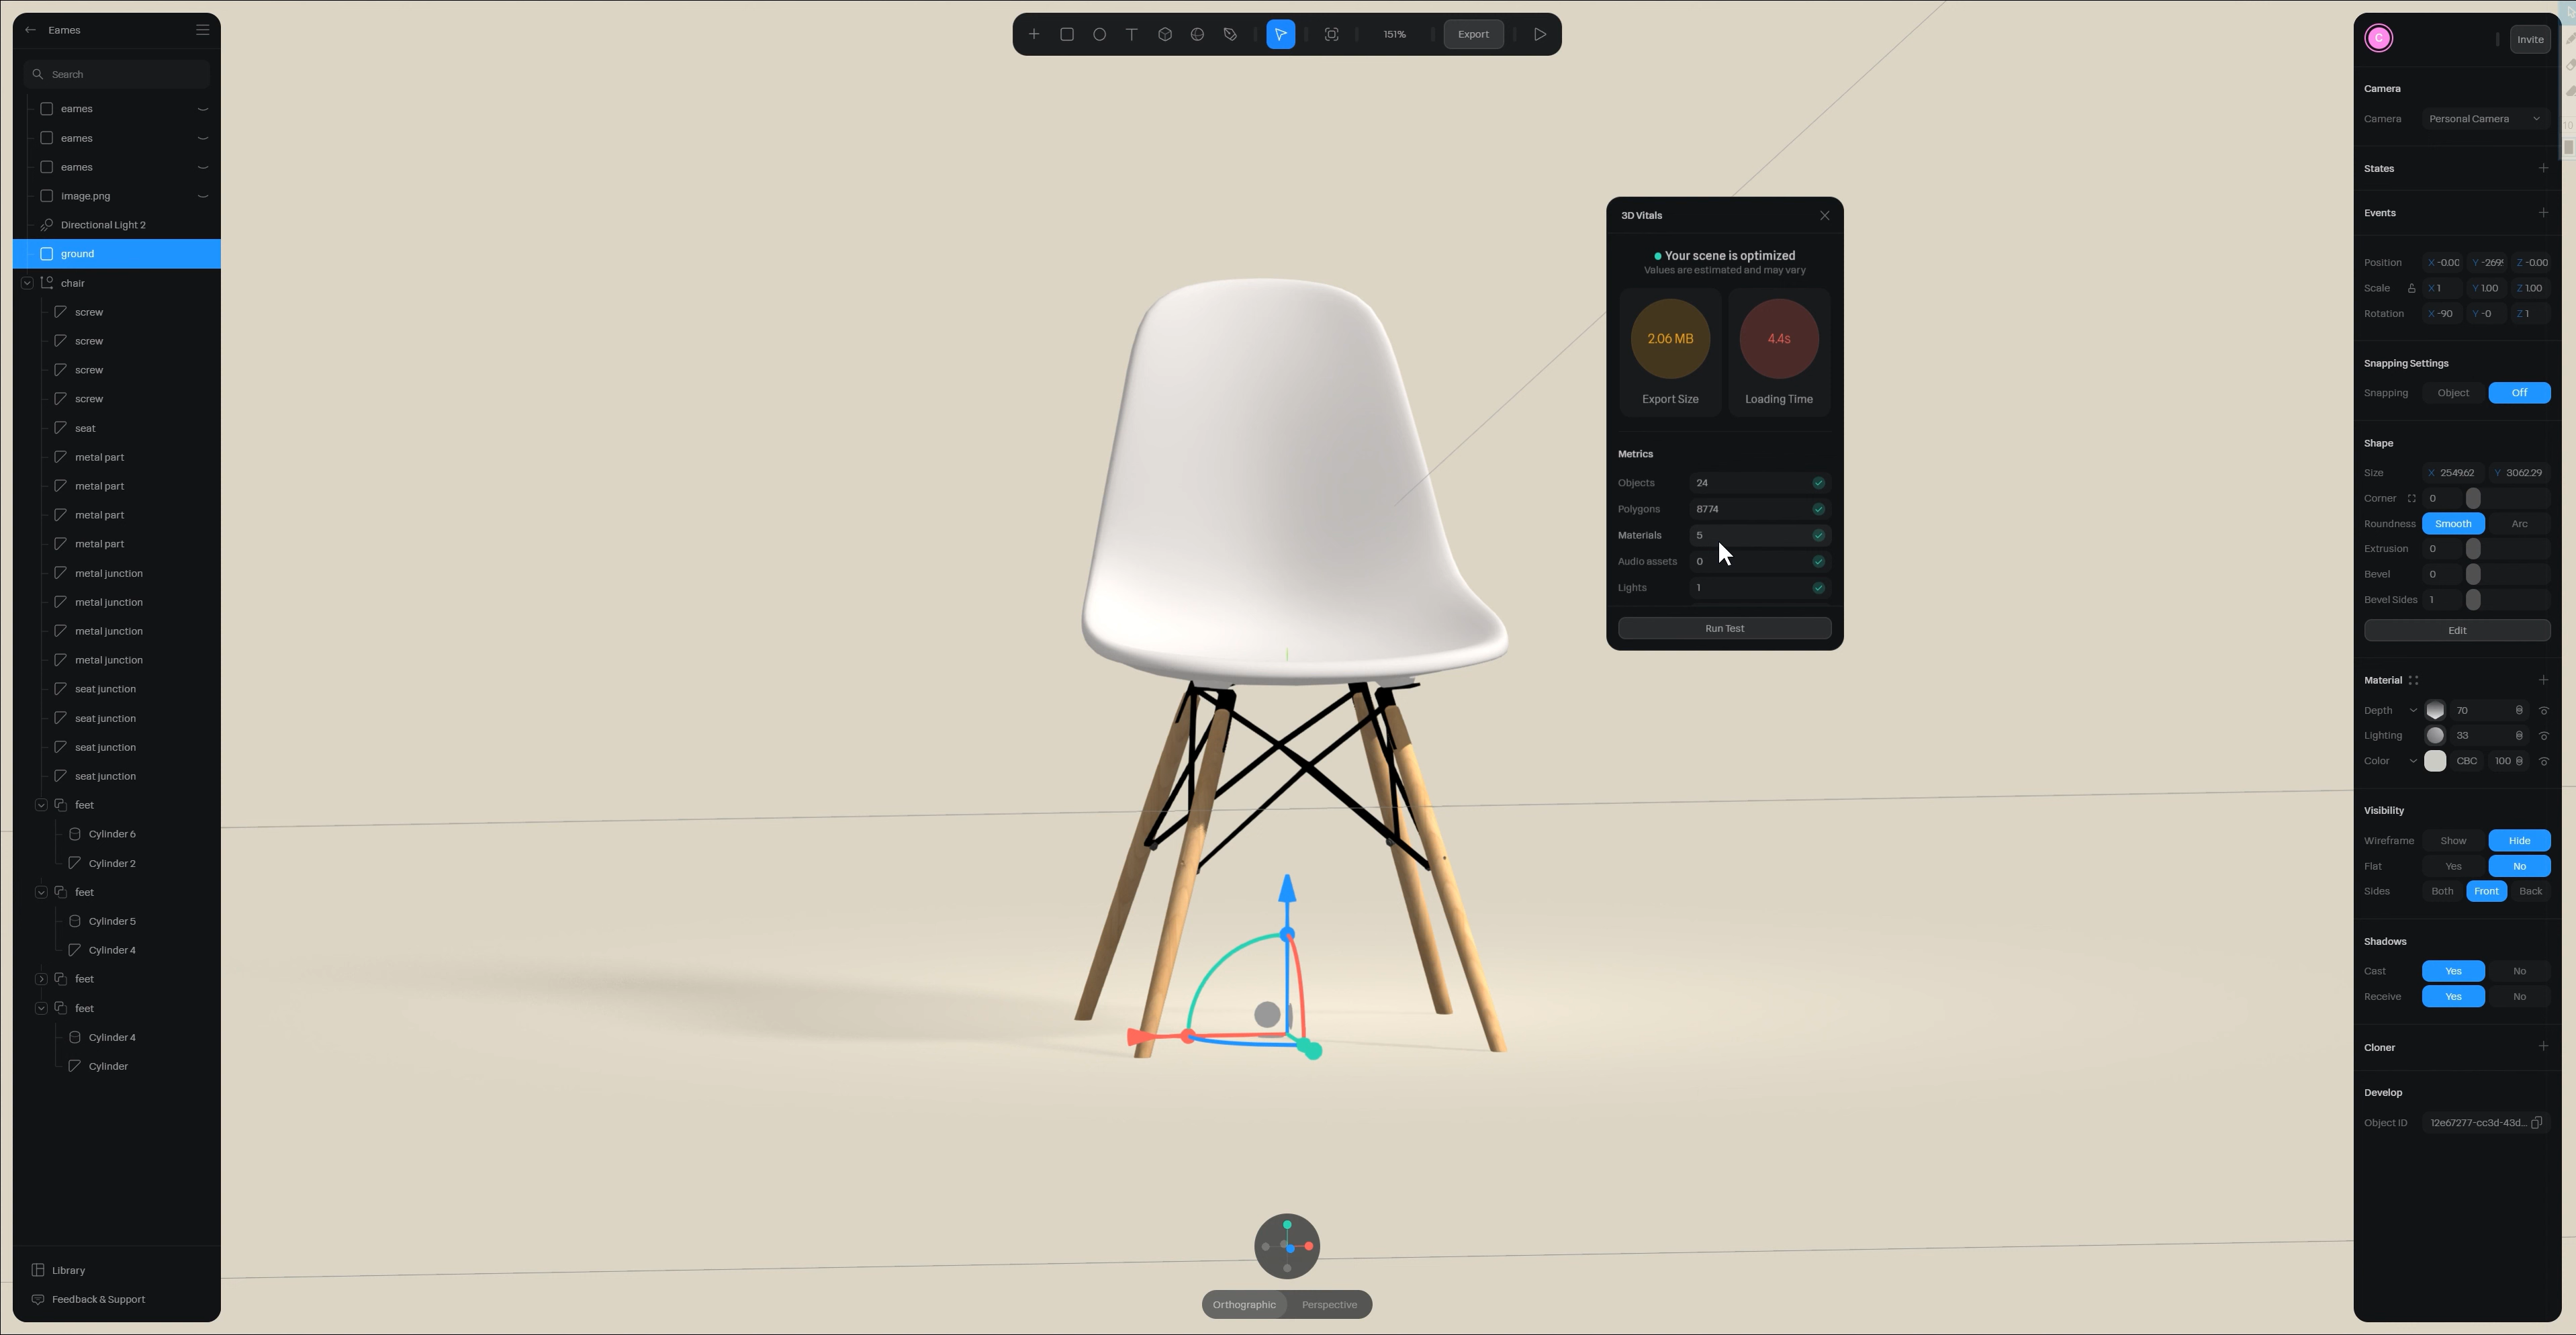 Eames
Search
eames
eames
eames
image.png
Directional Light 2
ground
chair
screw
screw
screw
screw
seat
metal part
metal part
metal part
metal part
metal junction
metal junction
metal junction
metal junction
seat junction
seat junction
seat junction
seat junction
feet
Cylinder 6
Cylinder 2
feet
Cylinder 5
Cylinder 4
feet
feet
Cylinder 4
Cylinder
Library
Feedback & Support
T 151% Export
3D Vitals
Your scene is optimized
Values are estimated and may vary
2.06 MB 4.4s
Export Size Loading Time
Metrics
Objects 24
Polygons 8774
Materials 5
Audio assets 0
Lights 1
Run Test
Orthographic Perspective
C Invite
Camera
Camera Personal Camera
States
Events
Position X -0.00 Y -269 Z -0.00
Scale X 1 Y 1.00 Z 1.00
Rotation X -90 Y -0 Z 1
Snapping Settings
Snapping Object Off
Shape
Size X 2549.62 Y 3062.29
Corner 0
Roundness Smooth Arc
Extrusion 0
Bevel 0
Bevel Sides 1
Edit
Material
Depth 70
Lighting 33
Color CBC 100
Visibility
Wireframe Show Hide
Flat Yes No
Sides Both Front Back
Shadows
Cast Yes No
Receive Yes No
Cloner
Develop
Object ID 12e67277-cc3d-43d...
10